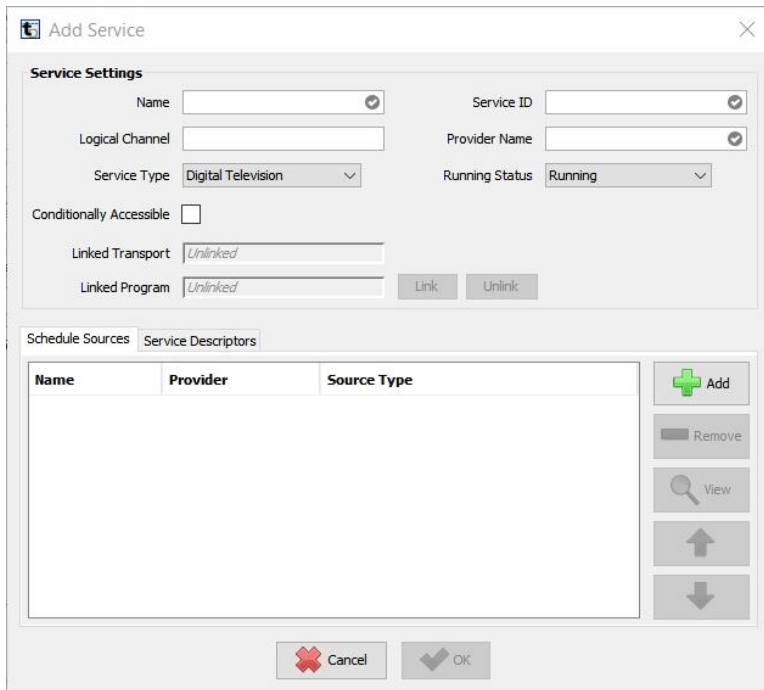 Add Service
Service Settings
Name Service ID
Logical Channel Provider Name
Service Type Digital Television Running Status Running
Conditionally Accessible
Linked Transport Unlinked
Linked Program Unlinked Link Unlink
Schedule Sources Service Descriptors
Name Provider Source Type
Add
Remove
View
Cancel OK